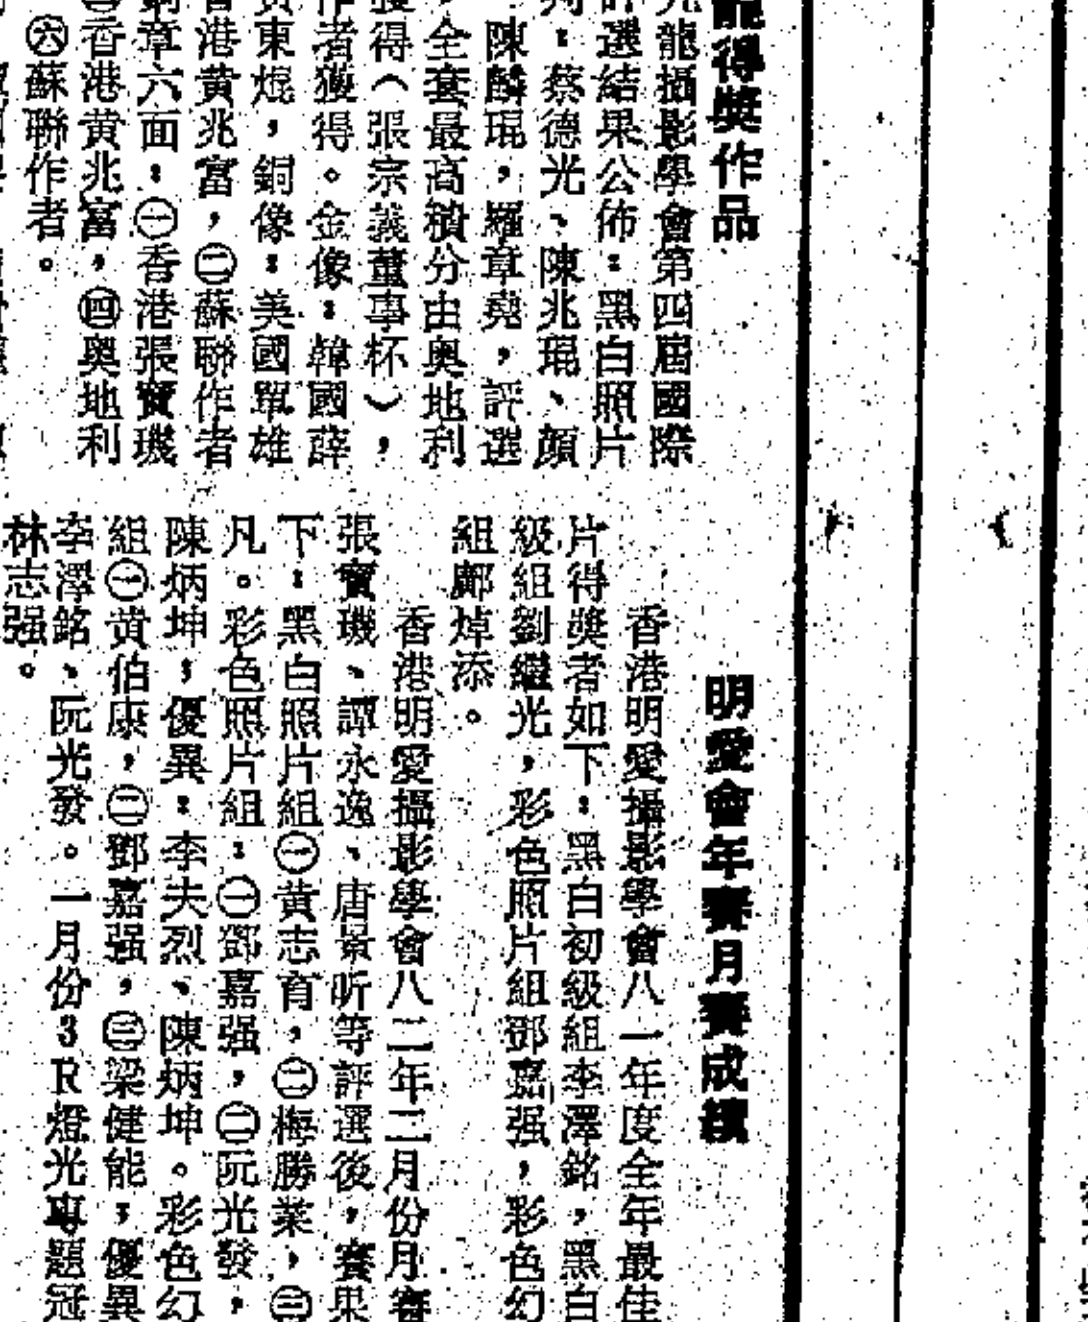 龍得獎作品
龍攝影學會第四屆國際
選結果公佈：黑白照片
：蔡德光、陳兆琨、顏
陳麟琨，羅章堯，評選
全套最高積分由奧地利
得（張宗義董事杯），
作者獲得。金像：韓國薛
東焜，銅像：美國單雄
香港黃兆富，㊁蘇聯作者
章六面：㊀香港張寶璣
香港黃兆富，㊃奧地利
㊅蘇聯作者。
明愛會年賽月賽成績
香港明愛攝影學會八一年度全年最佳
片得獎者如下：黑白初級組李澤銘，黑白
級組劉繼光，彩色照片組鄧嘉强，彩色幻
組鄺焯添。
香港明愛攝影學會八二年三月份月賽
張寶璣、譚永逸、唐景昕等評選後，賽果
下：黑白照片組㊀黃志育，㊁梅勝業，㊂
凡。彩色照片組：㊀鄧嘉强，㊁阮光發，
陳炳坤；優異：李夫烈、陳炳坤。彩色幻
組㊀黃伯康，㊁鄧嘉强，㊂梁健能，優異
李澤銘、阮光發。一月份3R燈光專題冠
林志强。